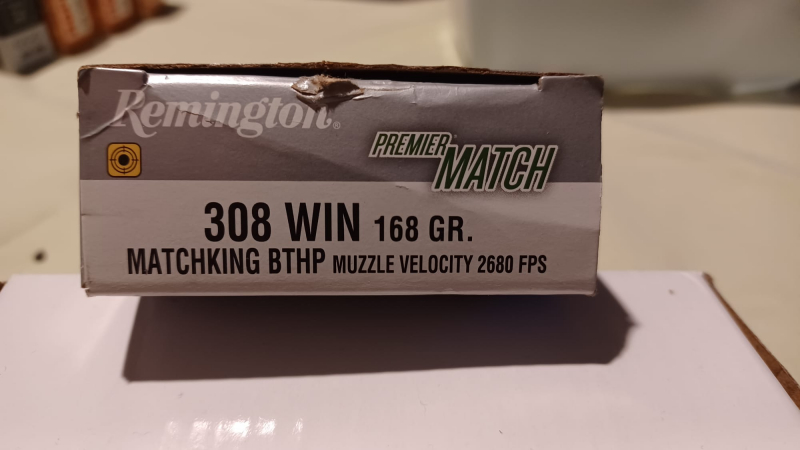 Remington®
PREMIER® MATCH
308 WIN 168 GR.
MATCHKING BTHP MUZZLE VELOCITY 2680 FPS